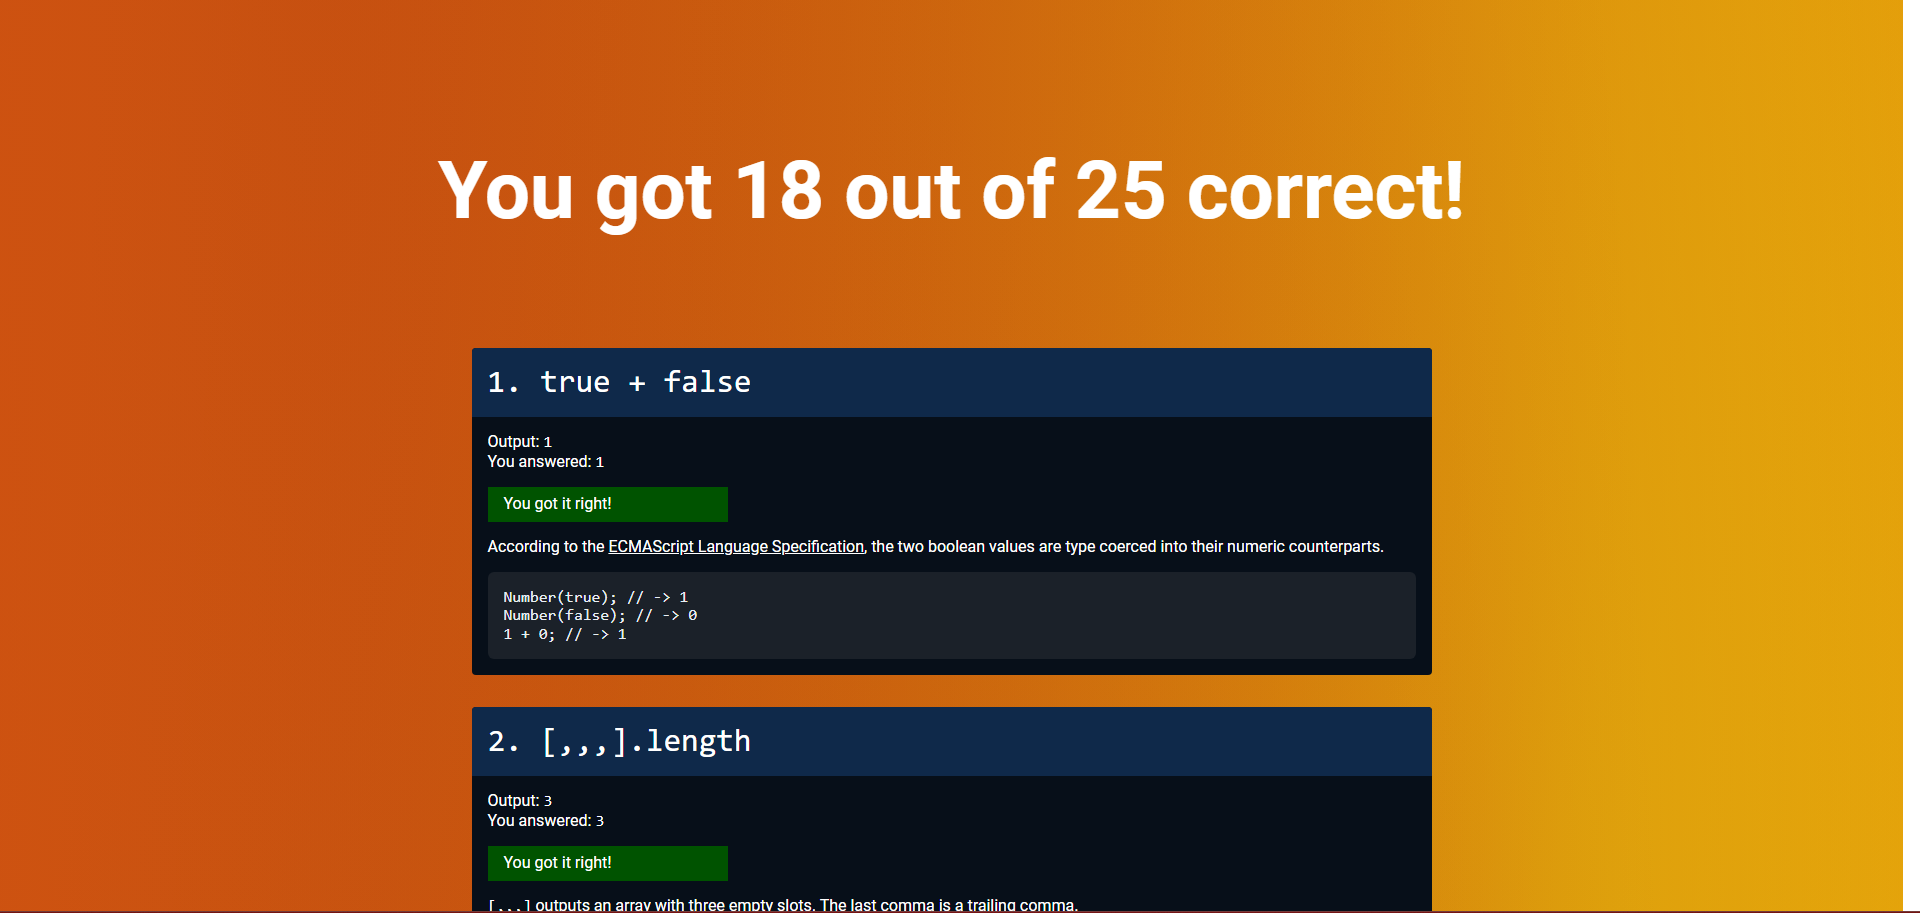 You got 18 out of 25 correct!
1. true + false
Output: 1
You answered: 1
You got it right!
According to the ECMAScript Language Specification, the two boolean values are type coerced into their numeric counterparts.
Number(true); // -> 1
Number(false); // -> 0
1 + 0; // -> 1
2. [,,,].length
Output: 3
You answered: 3
You got it right!
[,,,] outputs an array with three empty slots. The last comma is a trailing comma.